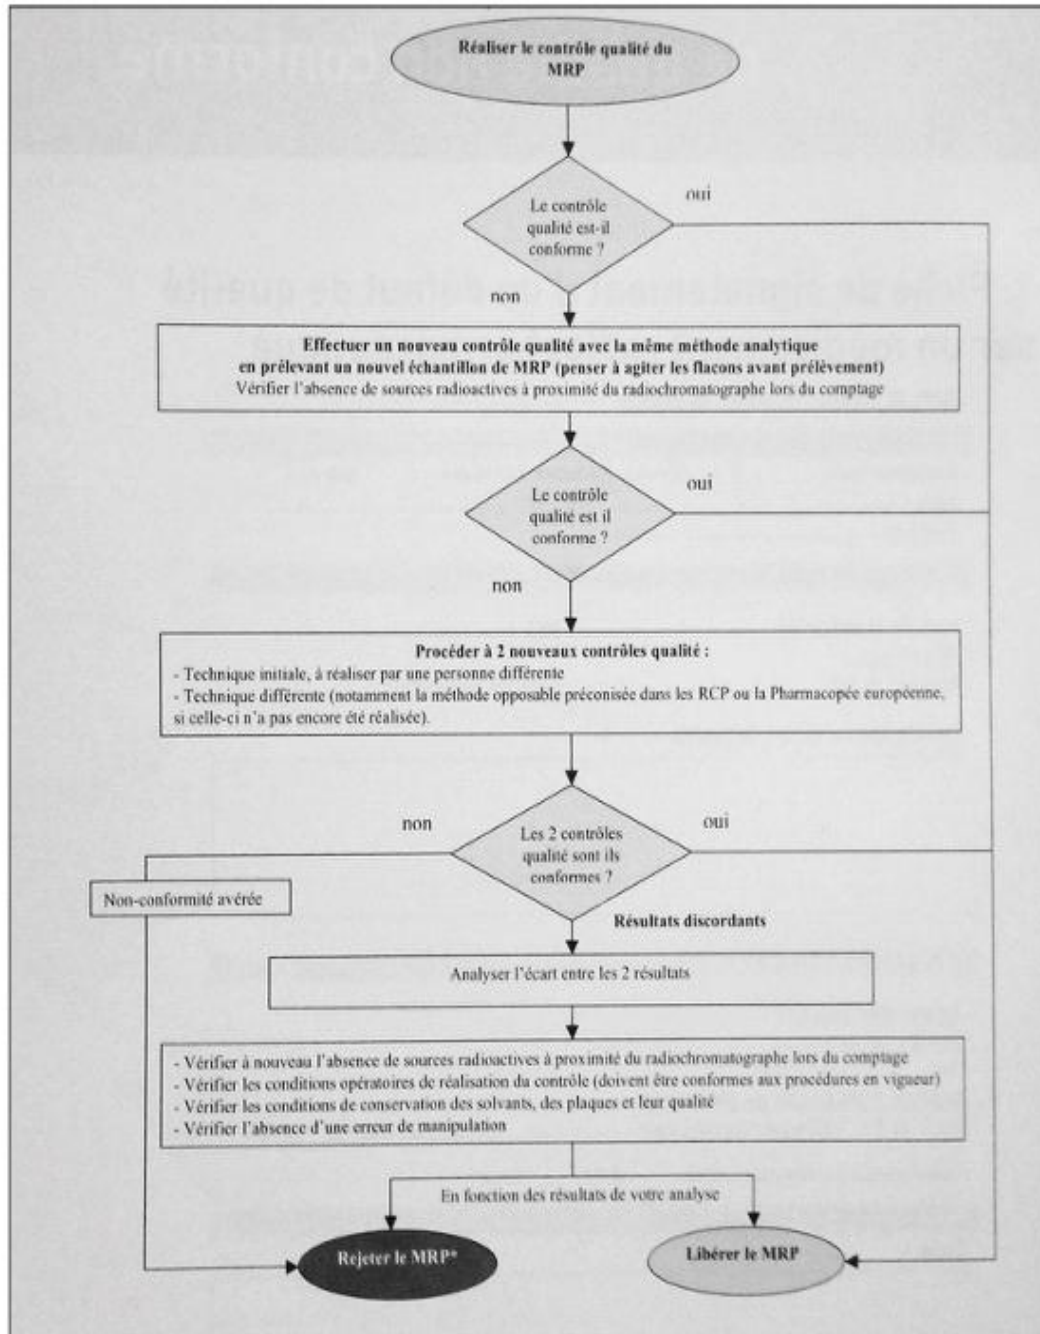 Réaliser le contrôle qualité du
MRP
oui
Le contrôle
qualité est-il
conforme ?
non
Effectuer un nouveau contrôle qualité avec la même méthode analytique
en prélevant un nouvel échantillon de MRP (penser à agiter les flacons avant prélèvement)
Vérifier l'absence de sources radioactives à proximité du radiochromatographe lors du comptage
oui
Le contrôle
qualité est il
conforme ?
non
Procéder à 2 nouveaux contrôles qualité :
- Technique initiale, à réaliser par une personne différente
- Technique différente (notamment la méthode opposable préconisée dans les RCP ou la Pharmacopée européenne,
si celle-ci n'a pas encore été réalisée).
non
oui
Les 2 contrôles
qualité sont ils
conformes ?
Non-conformité avérée
Résultats discordants
Analyser l'écart entre les 2 résultats
- Vérifier à nouveau l'absence de sources radioactives à proximité du radiochromatographe lors du comptage
- Vérifier les conditions opératoires de réalisation du contrôle (doivent être conformes aux procédures en vigueur)
- Vérifier les conditions de conservation des solvants, des plaques et leur qualité
- Vérifier l'absence d'une erreur de manipulation
En fonction des résultats de votre analyse
Rejeter le MRP*
Libérer le MRP